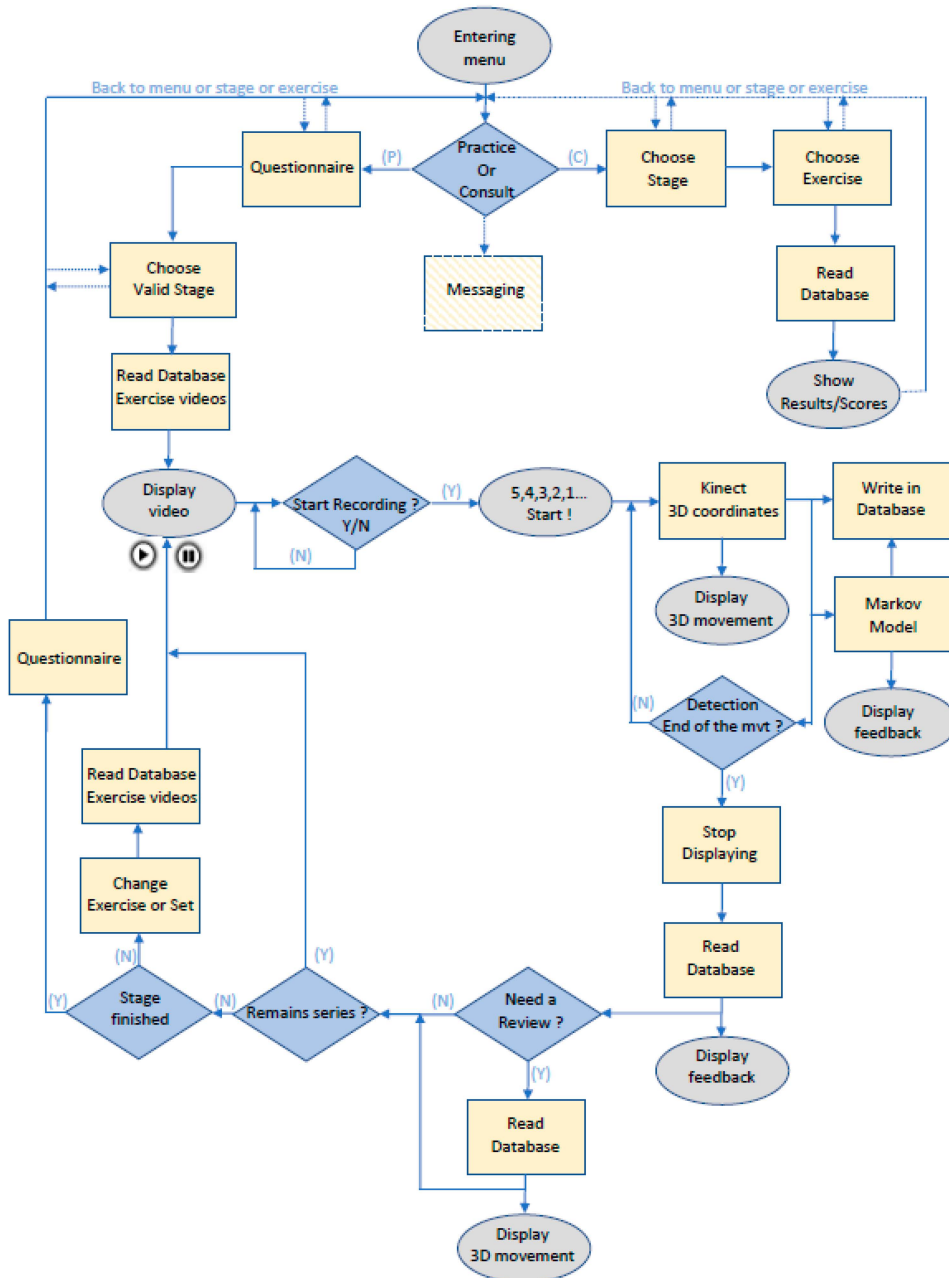 Entering
menu
Back to menu or stage or exercise
Back to menu or stage or exercise
Questionnaire
(P)
Practice
Or
Consult
(C)
Choose
Stage
Choose
Exercise
Choose
Valid Stage
Messaging
Read
Database
Read Database
Exercise videos
Show
Results/Scores
Display
video
Start Recording ?
Y/N
(Y)
(N)
5,4,3,2,1...
Start !
Kinect
3D coordinates
Write in
Database
Display
3D movement
Markov
Model
Questionnaire
(N)
Detection
End of the mvt ?
Display
feedback
(Y)
Read Database
Exercise videos
Stop
Displaying
Change
Exercise or Set
Read
Database
(N)
(Y)
(Y)
Stage
finished
(N)
Remains series ?
(N)
Need a
Review ?
Display
feedback
(Y)
Read
Database
Display
3D movement